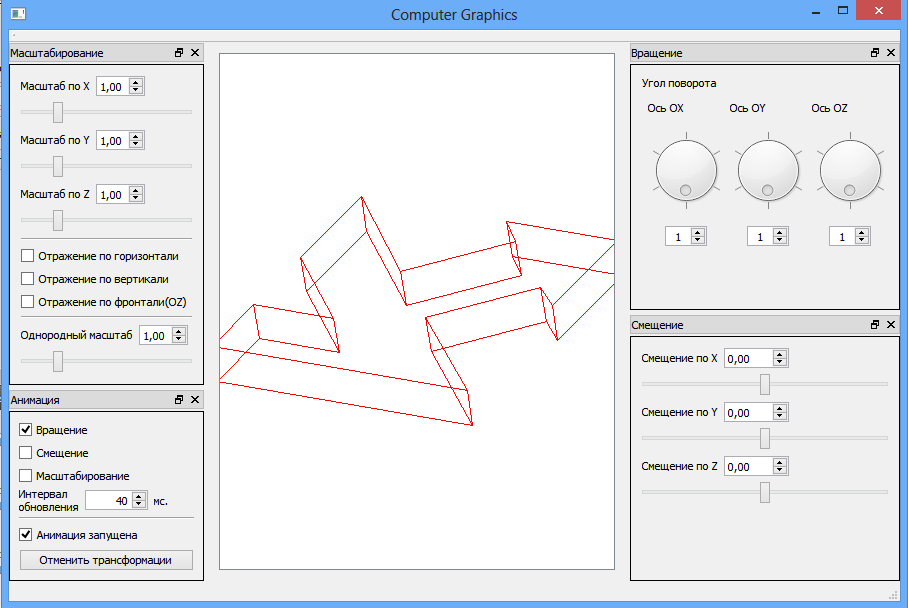 Computer Graphics
Масштабирование
Масштаб по X 1,00
Масштаб по Y 1,00
Масштаб по Z 1,00
Отражение по горизонтали
Отражение по вертикали
Отражение по фронтали(OZ)
Однородный масштаб 1,00
Анимация
Вращение
Смещение
Масштабирование
Интервал
обновления 40 мс.
Анимация запущена
Отменить трансформации
Вращение
Угол поворота
Ось OX Ось OY Ось OZ
1 1 1
Смещение
Смещение по X 0,00
Смещение по Y 0,00
Смещение по Z 0,00